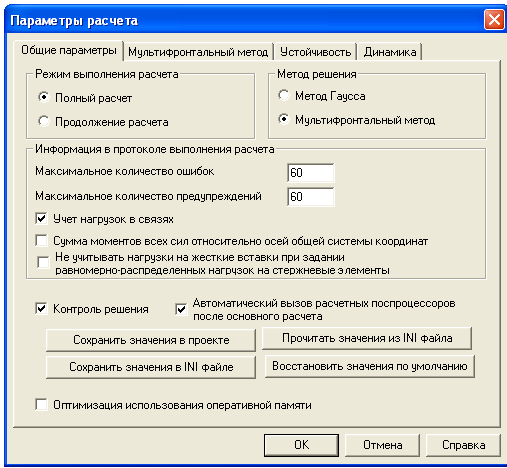 Параметры расчета
Общие параметры
Мультифронтальный метод
Устойчивость
Динамика
Режим выполнения расчета
Полный расчет
Продолжение расчета
Метод решения
Метод Гаусса
Мультифронтальный метод
Информация в протоколе выполнения расчета
Максимальное количество ошибок
60
Максимальное количество предупреждений
60
Учет нагрузок в связях
Сумма моментов всех сил относительно осей общей системы координат
Не учитывать нагрузки на жесткие вставки при задании
равномерно-распределенных нагрузок на стержневые элементы
Контроль решения
Автоматический вызов расчетных поспроцессоров
после основного расчета
Сохранить значения в проекте
Прочитать значения из INI файла
Сохранить значения в INI файле
Восстановить значения по умолчанию
Оптимизация использования оперативной памяти
OK
Отмена
Справка